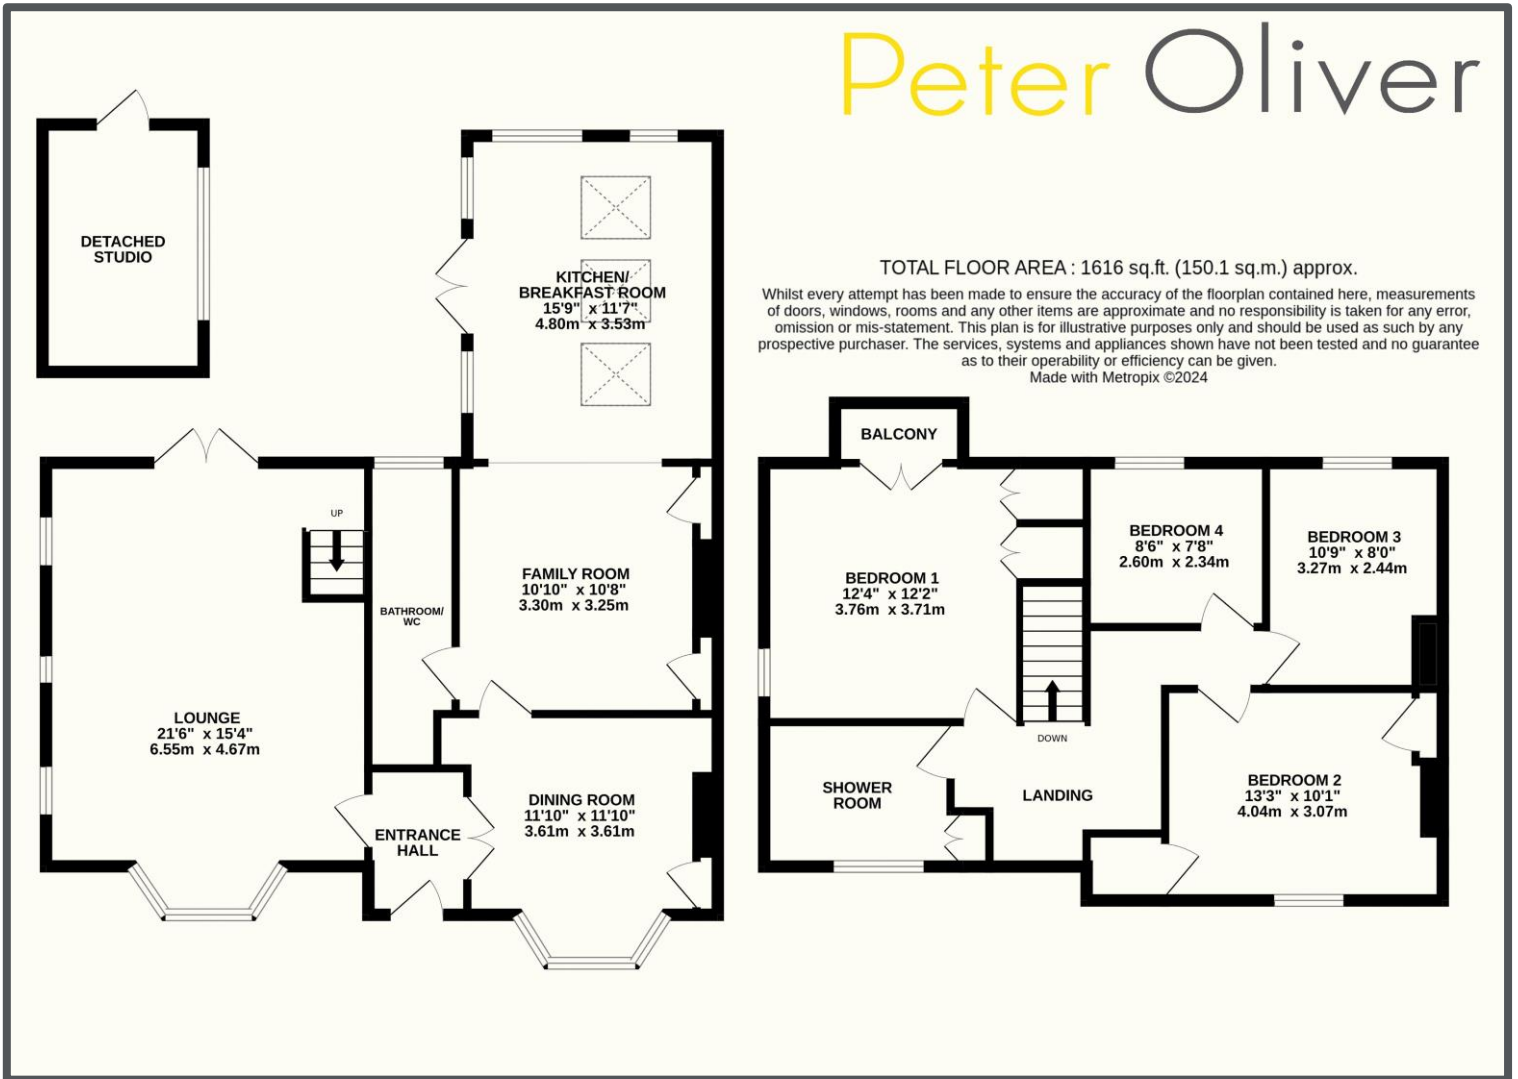 Peter Oliver
DETACHED
STUDIO
KITCHEN/
BREAKFAST ROOM
15'9" x 11'7"
4.80m x 3.53m
TOTAL FLOOR AREA : 1616 sq.ft. (150.1 sq.m.) approx.
Whilst every attempt has been made to ensure the accuracy of the floorplan contained here, measurements
of doors, windows, rooms and any other items are approximate and no responsibility is taken for any error,
omission or mis-statement. This plan is for illustrative purposes only and should be used as such by any
prospective purchaser. The services, systems and appliances shown have not been tested and no guarantee
as to their operability or efficiency can be given.
Made with Metropix ©2024
UP
FAMILY ROOM
10'10" x 10'8"
3.30m x 3.25m
BATHROOM/
WC
LOUNGE
21'6" x 15'4"
6.55m x 4.67m
DINING ROOM
11'10" x 11'10"
3.61m x 3.61m
ENTRANCE
HALL
BALCONY
BEDROOM 1
12'4" x 12'2"
3.76m x 3.71m
BEDROOM 4
8'6" x 7'8"
2.60m x 2.34m
BEDROOM 3
10'9" x 8'0"
3.27m x 2.44m
DOWN
SHOWER
ROOM
LANDING
BEDROOM 2
13'3" x 10'1"
4.04m x 3.07m